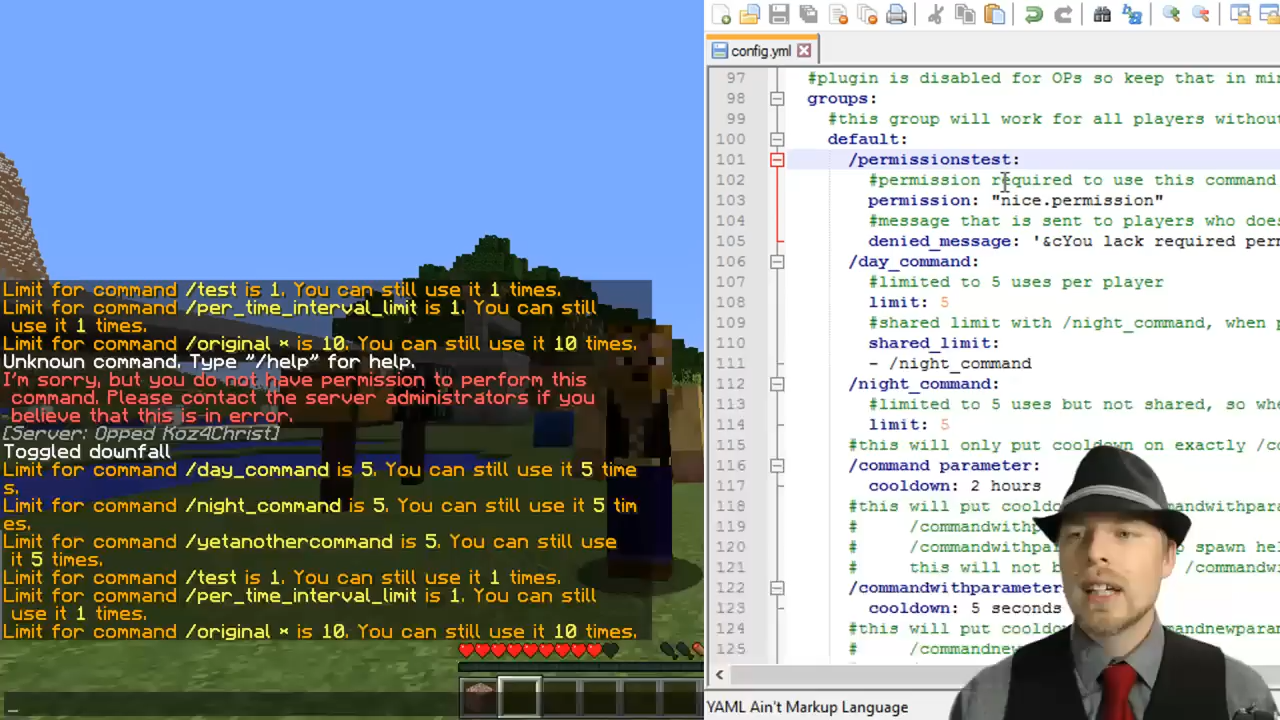 Limit for command /test is 1. You can still use it 1 times.
Limit for command /per_time_interval_limit is 1. You can still
use it 1 times.
Limit for command /original * is 10. You can still use it 10 times.
Unknown command. Type "/help" for help.
I'm sorry, but you do not have permission to perform this
command. Please contact the server administrators if you
believe that this is in error.
[Server: Opped Koz4Christ]
Toggled downfall
Limit for command /day_command is 5. You can still use it 5 time
s.
Limit for command /night_command is 5. You can still use it 5 tim
es.
Limit for command /yetanothercommand is 5. You can still use
it 5 times.
Limit for command /test is 1. You can still use it 1 times.
Limit for command /per_time_interval_limit is 1. You can still
use it 1 times.
Limit for command /original * is 10. You can still use it 10 times.
_
config.yml
97 #plugin is disabled for OPs so keep that in mi
98 groups:
99 #this group will work for all players without
100 default:
101 /permissionstest:
102 #permission required to use this command
103 permission: "nice.permission"
104 #message that is sent to players who does
105 denied_message: '&cYou lack required per
106 /day_command:
107 #limited to 5 uses per player
108 limit: 5
109 #shared limit with /night_command, when p
110 shared_limit:
111 - /night_command
112 /night_command:
113 #limited to 5 uses but not shared, so whe
114 limit: 5
115 #this will only put cooldown on exactly /co
116 /command parameter:
117 cooldown: 2 hours
118 #this will put cooldo mmandwithpara
119 # /commandwithp
120 # /commandwithpa p spawn hel
121 # this will not b /commandwi
122 /commandwithparameter
123 cooldown: 5 seconds
124 #this will put cooldo mandnewparam
125 # /commandnew
YAML Ain't Markup Language